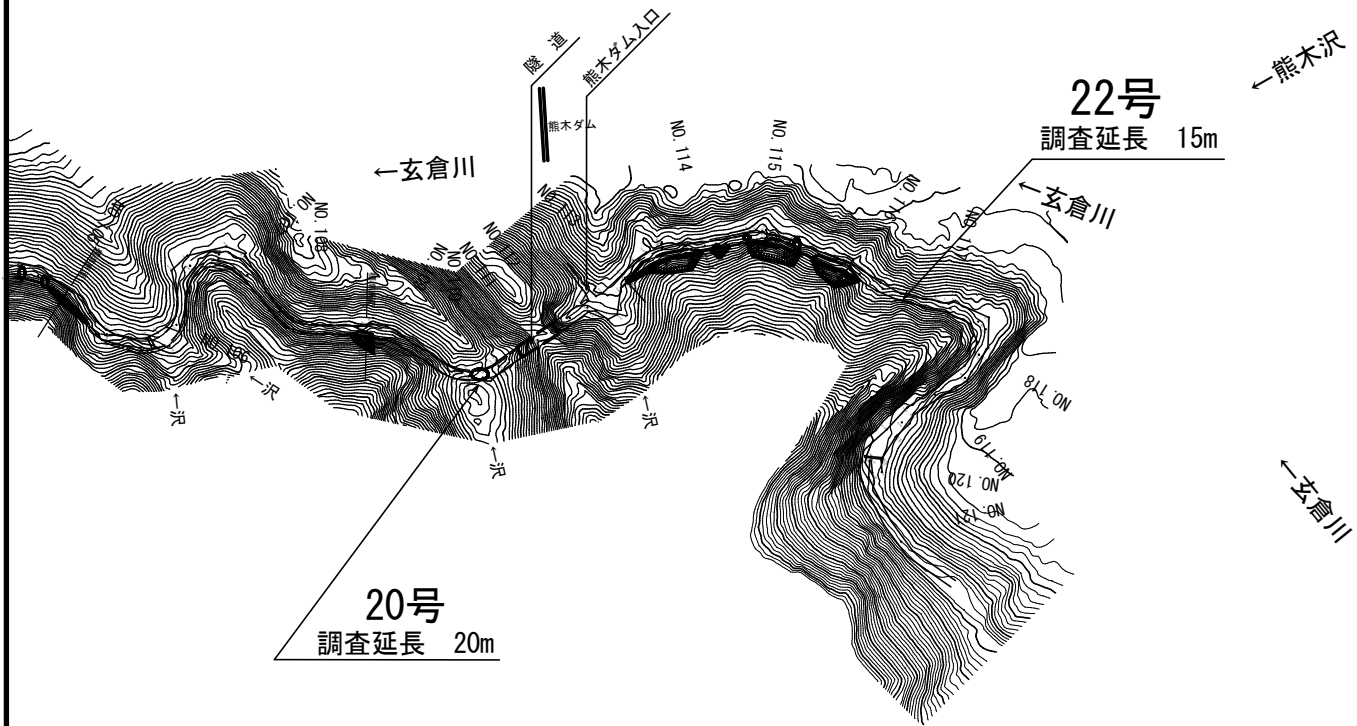 隧 道
熊木ダム入口
←熊木沢
22号
調査延長 15m
熊木ダム
NO. 114
NO. 115
←玄倉川
←玄倉川
NO. 118
NO. 119
NO. 120
NO. 121
←沢
←沢
←沢
←沢
←玄倉川
20号
調査延長 20m